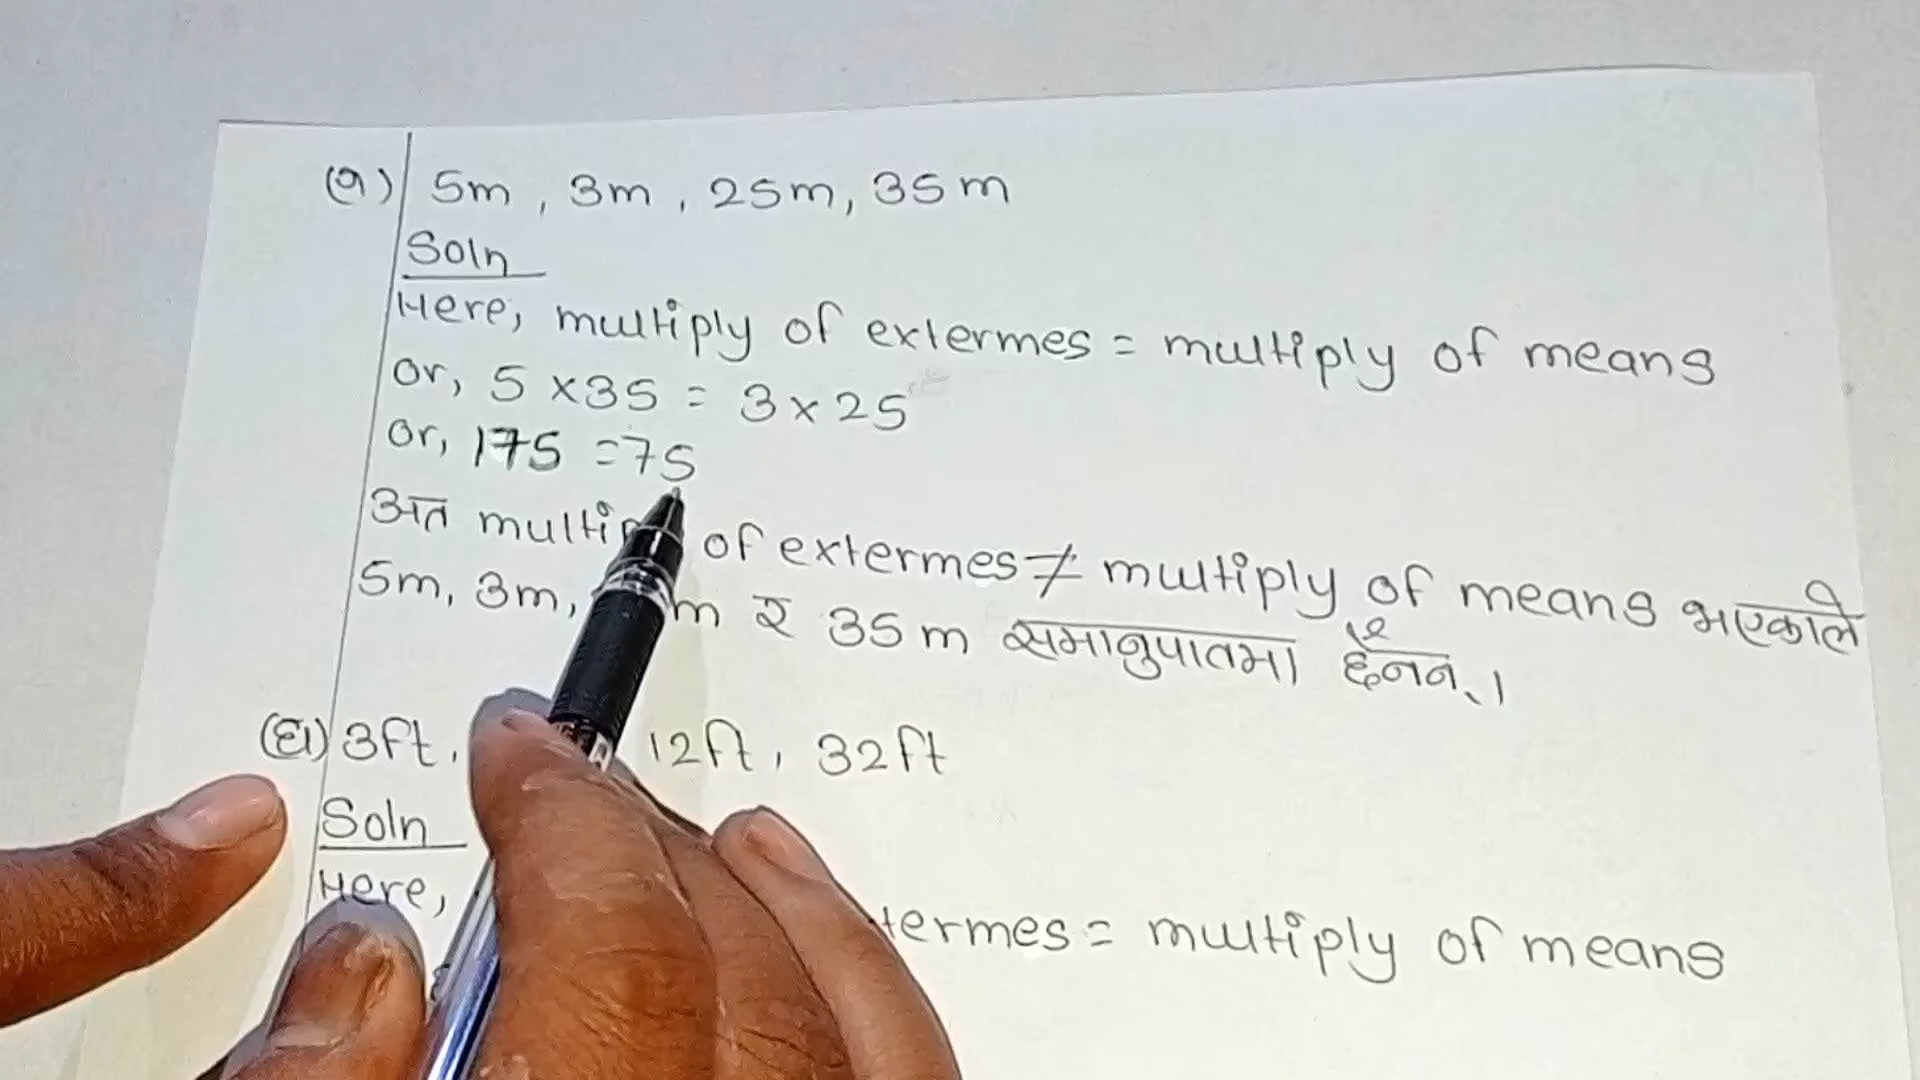 (ग) 5m, 3m, 25m, 35m
Soln
Here, multiply of extermes = multiply of means
or, 5 × 35 = 3 × 25
or, 175 = 75
अत of extermes ≠ multiply of means भएकाले
5m, 3m, m र 35m समानुपातमा छैनन् ।
(घ) 3ft, 12ft, 32ft
Soln
Here, termes = multiply of means